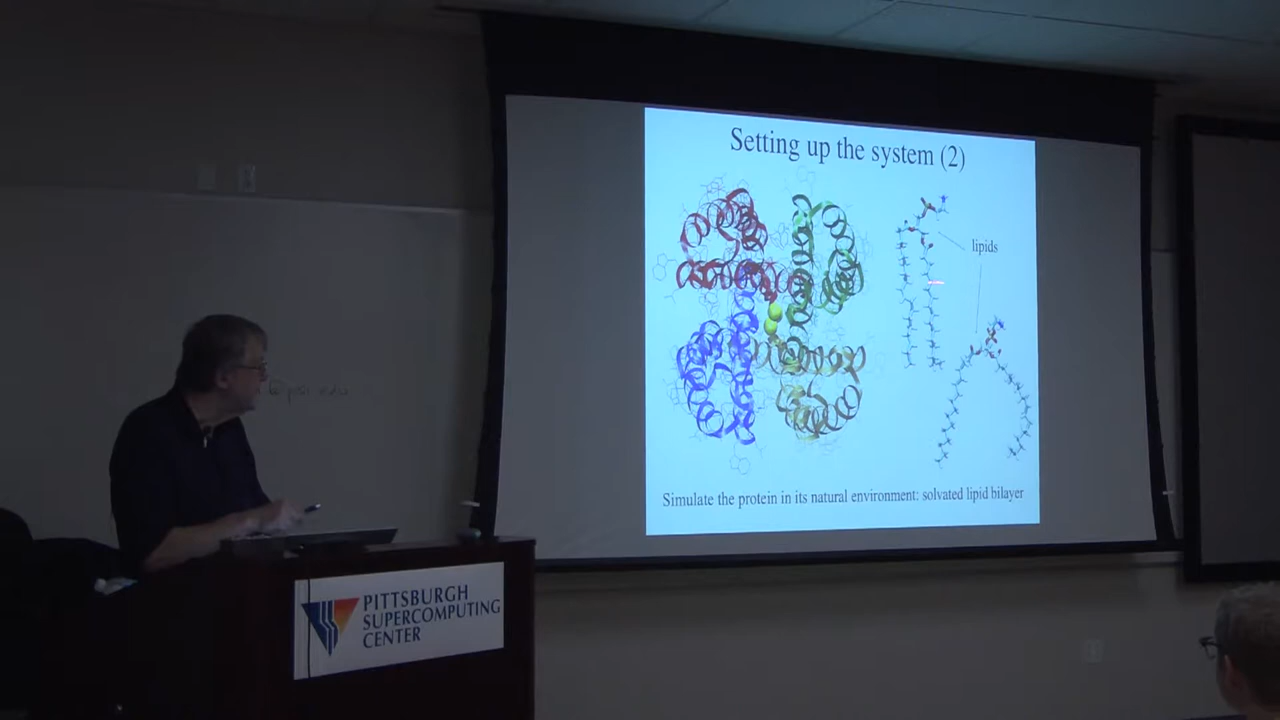 Setting up the system (2)
lipids
Simulate the protein in its natural environment: solvated lipid bilayer
PITTSBURGH
SUPERCOMPUTING
CENTER